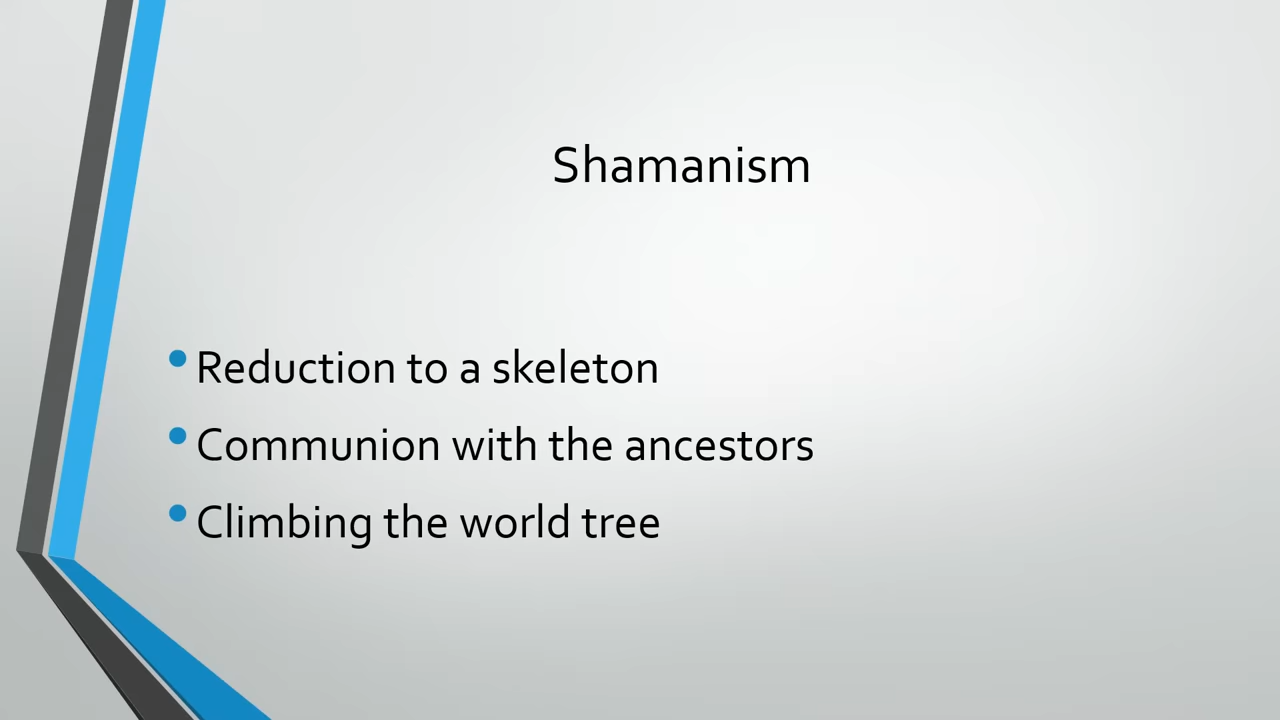 Shamanism
• Reduction to a skeleton
• Communion with the ancestors
• Climbing the world tree